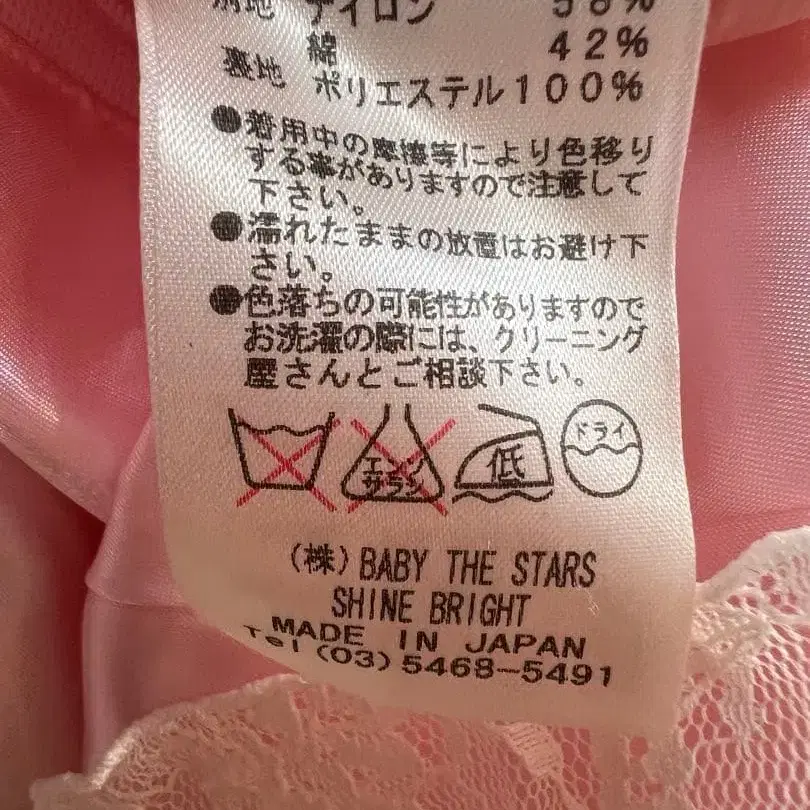 別地 ナイロン 58%
綿 42%
裏地 ポリエステル100%
●着用中の摩擦等により色移り
する事がありますので注意して
下さい。
●濡れたままの放置はお避け下
さい。
●色落ちの可能性がありますので
お洗濯の際には、クリーニング
屋さんとご相談下さい。
エンソ
サラシ
低
ドライ
(株)BABY THE STARS
SHINE BRIGHT
MADE IN JAPAN
Tel(03)5468-5491